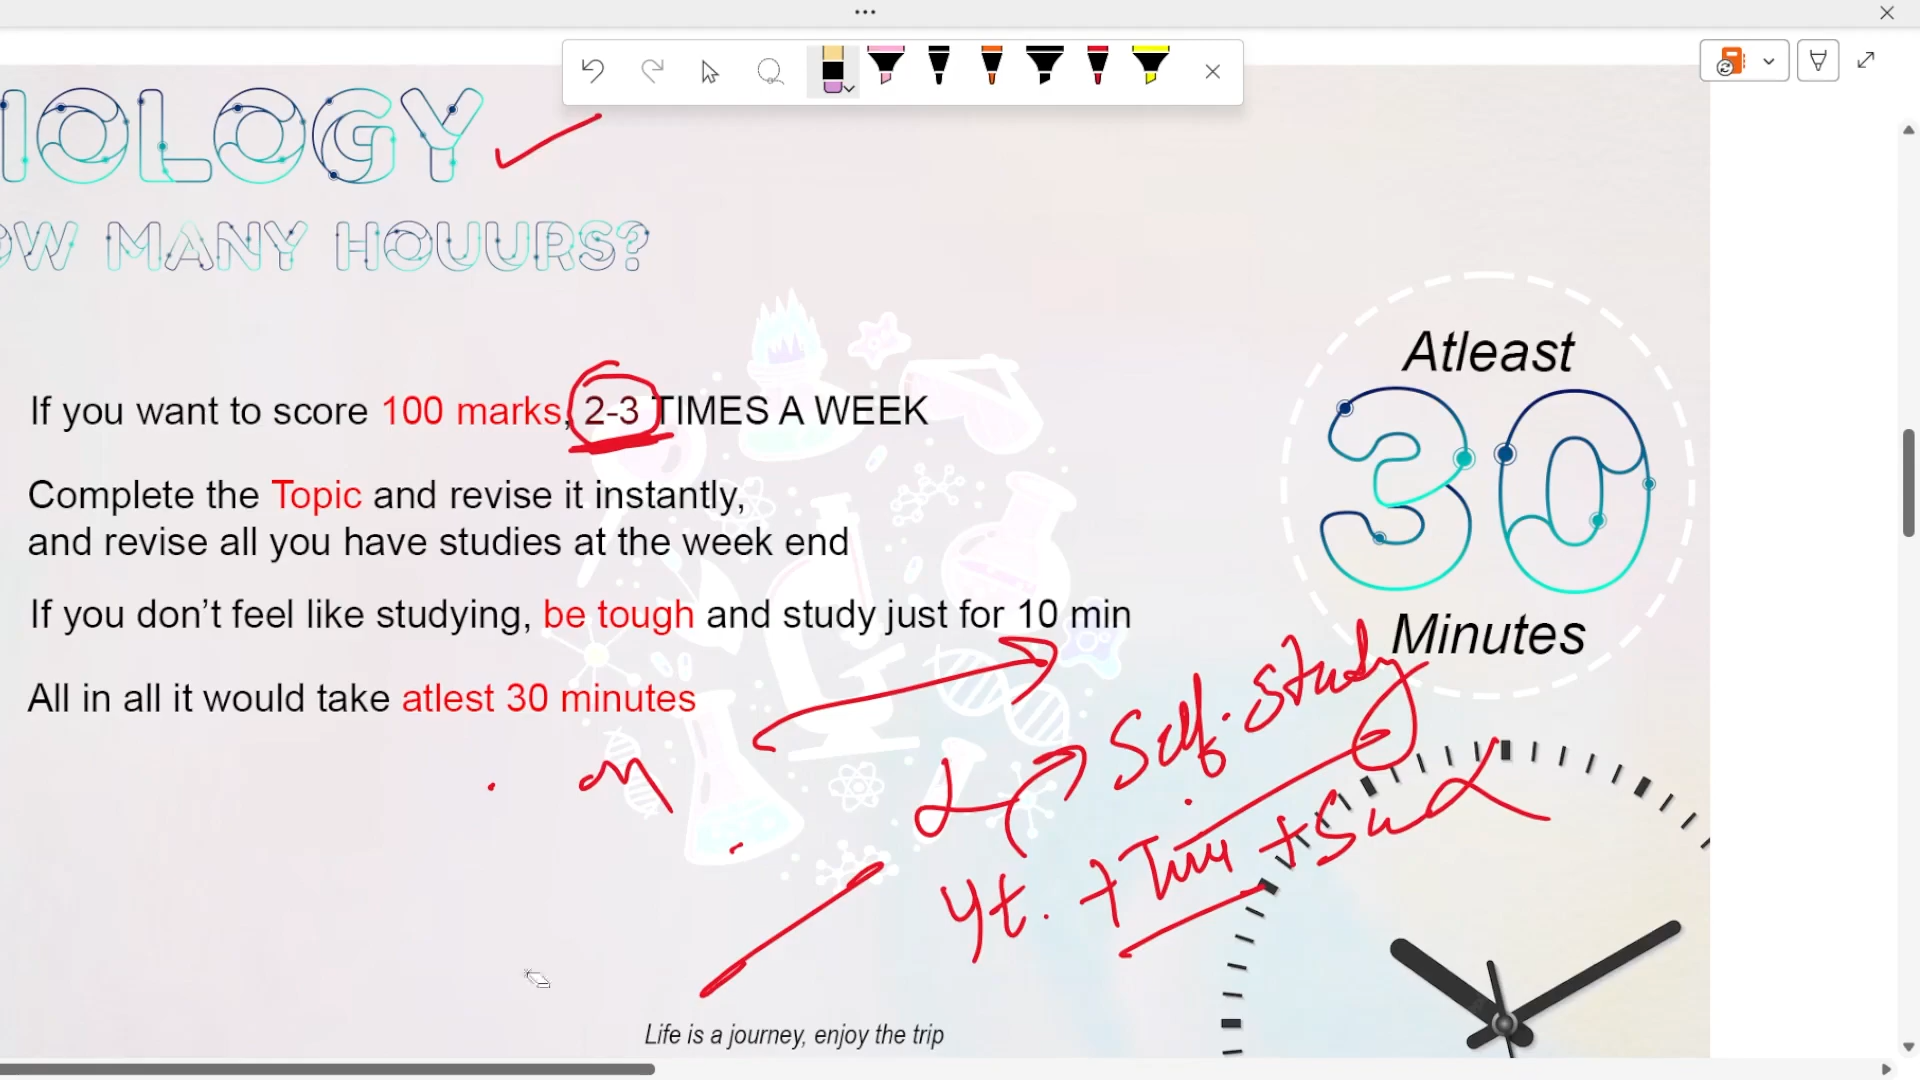 IOLOGY
OW MANY HOUURS?
Atleast
30
Minutes
If you want to score 100 marks, 2-3 TIMES A WEEK
Complete the Topic and revise it instantly,
and revise all you have studies at the week end
If you don't feel like studying, be tough and study just for 10 min
All in all it would take atlest 30 minutes
Self. study
Yt. +
Life is a journey, enjoy the trip